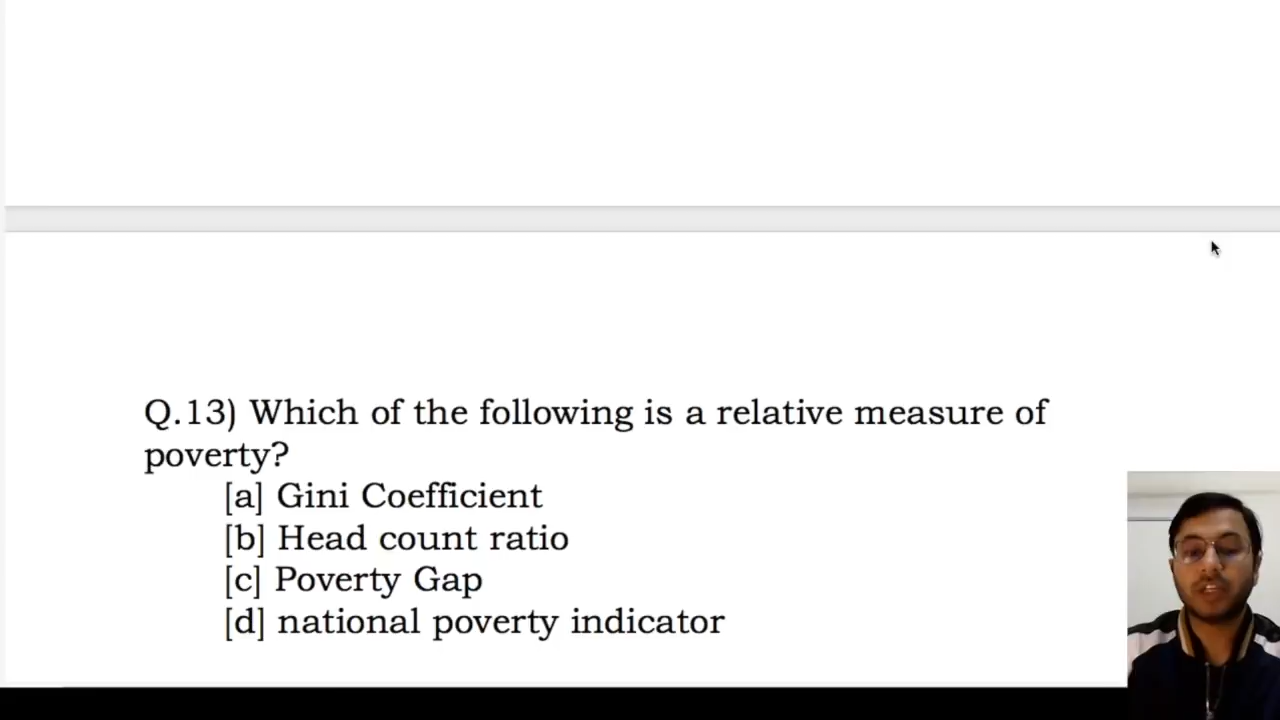 Q.13) Which of the following is a relative measure of
poverty?
[a] Gini Coefficient
[b] Head count ratio
[c] Poverty Gap
[d] national poverty indicator